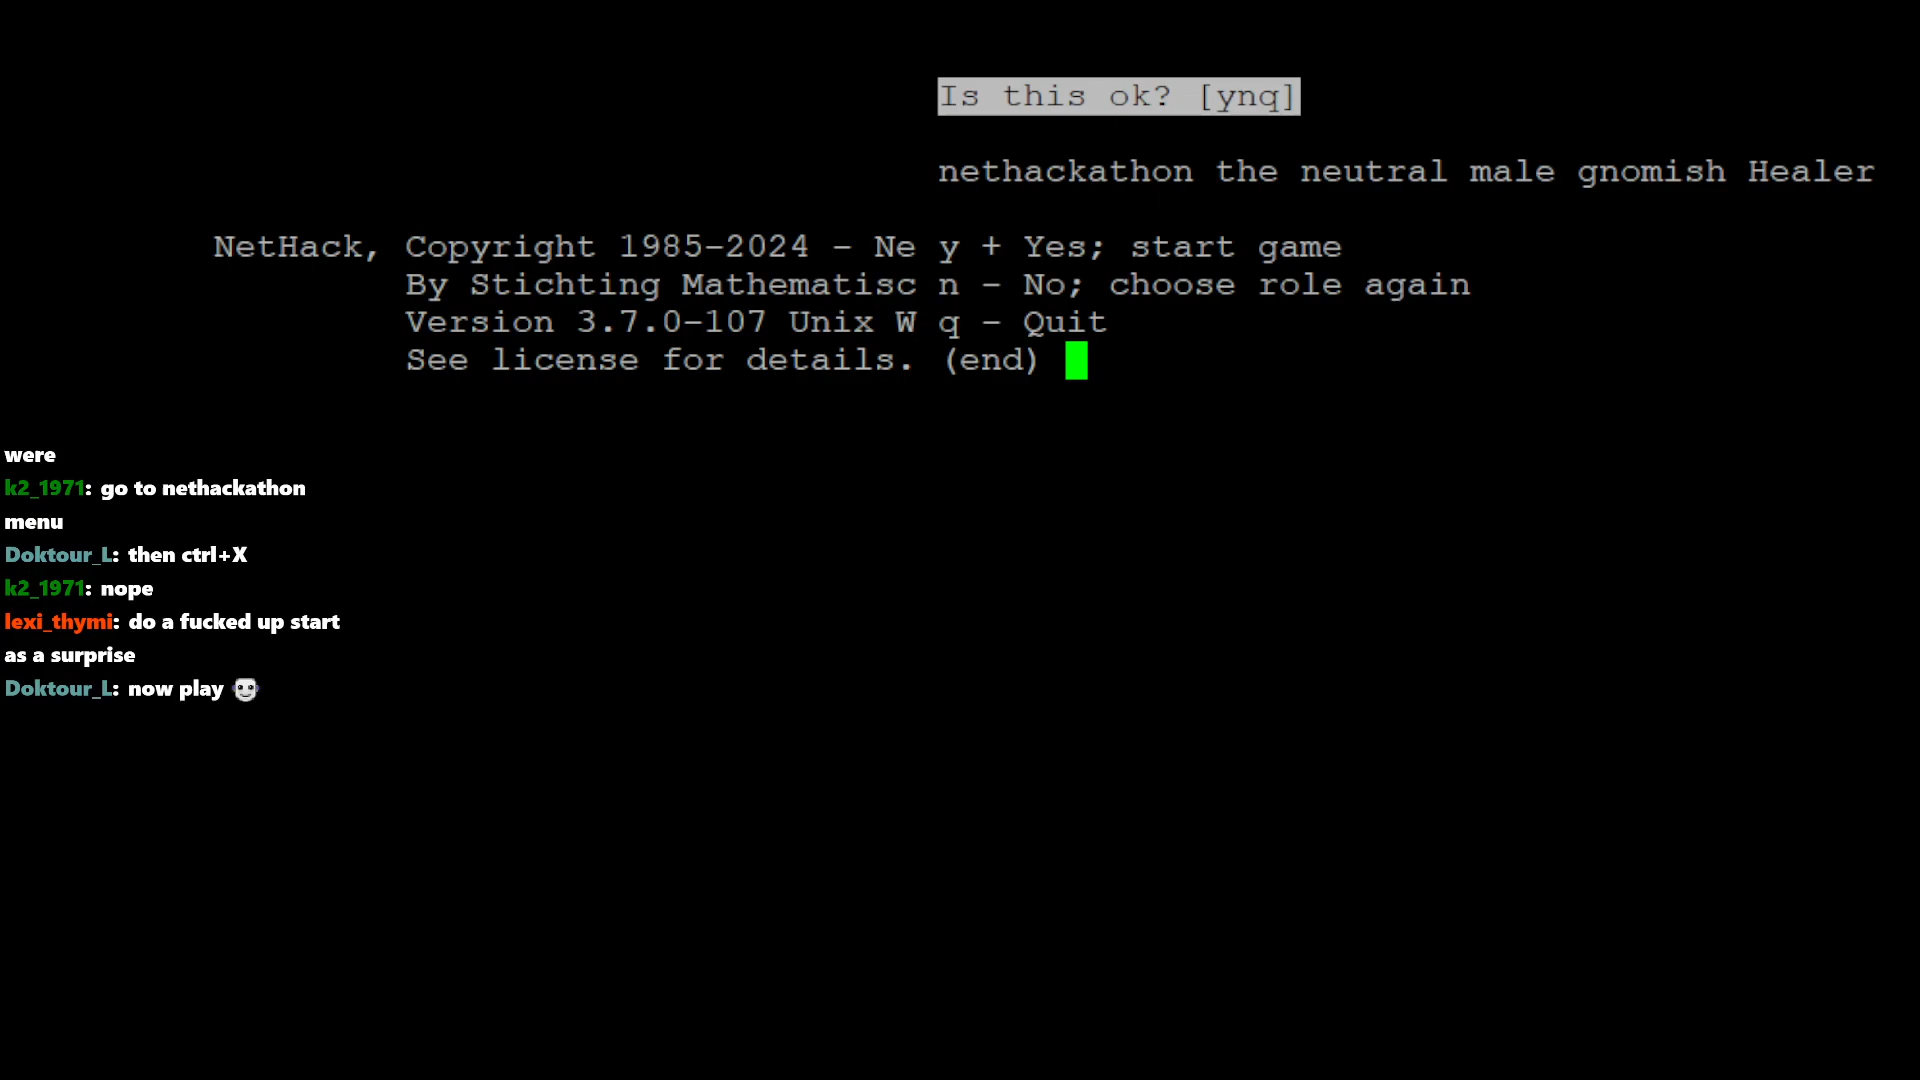 Is this ok? [ynq]
nethackathon the neutral male gnomish Healer
NetHack, Copyright 1985-2024 - Ne y + Yes; start game
By Stichting Mathematisc n - No; choose role again
Version 3.7.0-107 Unix W q - Quit
See license for details. (end)
were
k2_1971: go to nethackathon
menu
Doktour_L: then ctrl+X
k2_1971: nope
lexi_thymi: do a fucked up start
as a surprise
Doktour_L: now play